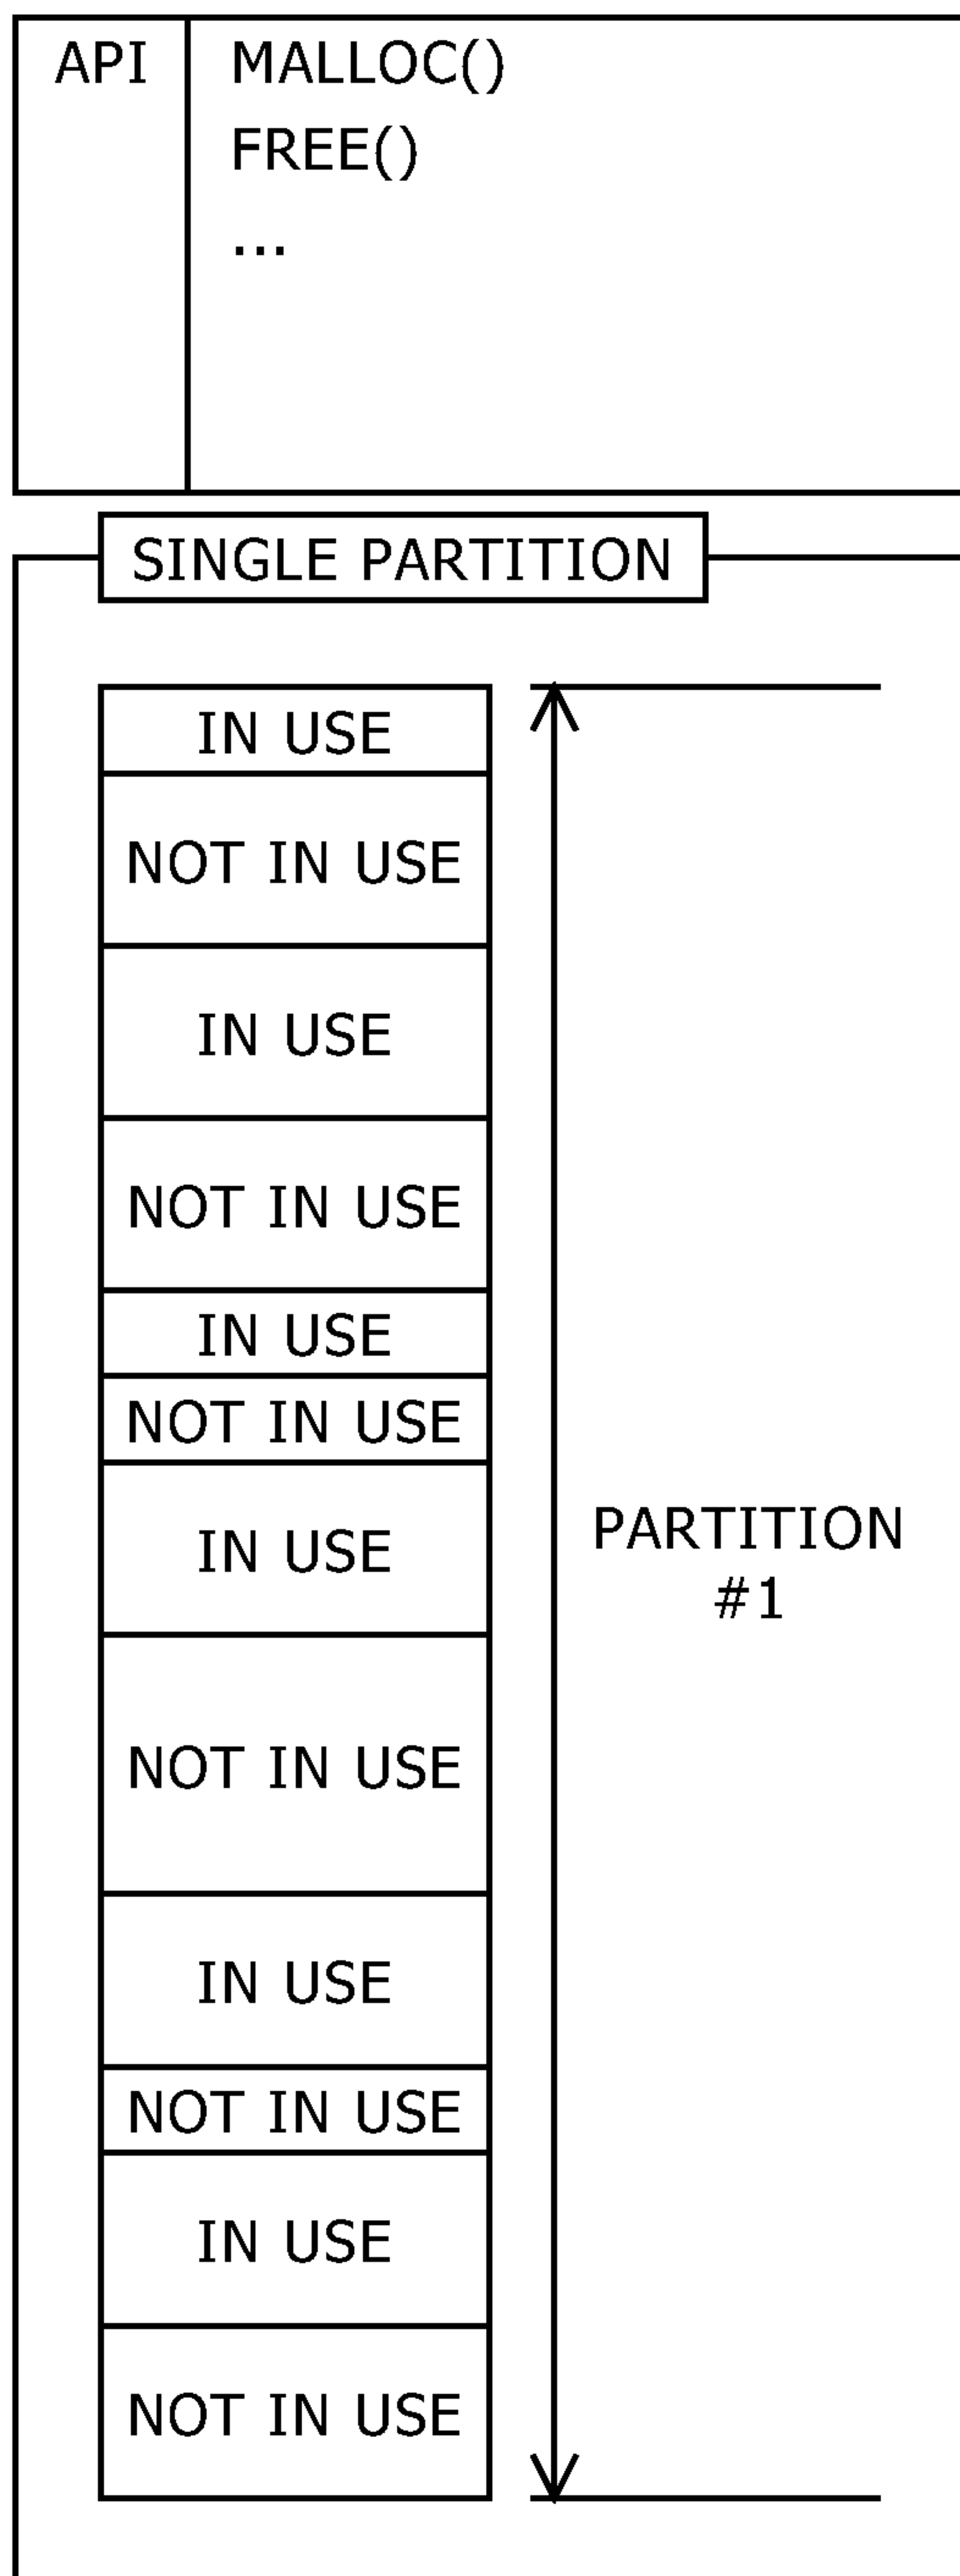 API
MALLOC()
FREE()
...
SINGLE PARTITION
IN USE
NOT IN USE
IN USE
NOT IN USE
IN USE
NOT IN USE
IN USE
NOT IN USE
IN USE
NOT IN USE
IN USE
NOT IN USE
PARTITION
#1